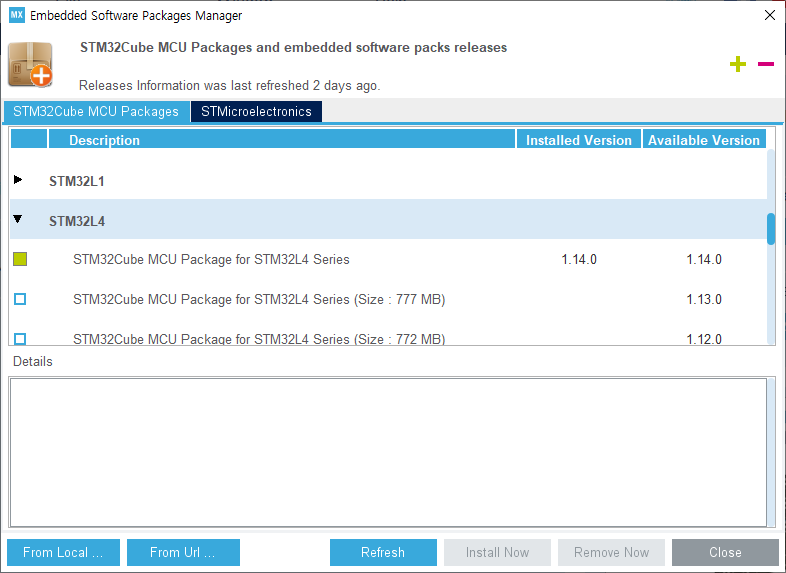 MX Embedded Software Packages Manager
STM32Cube MCU Packages and embedded software packs releases
Releases Information was last refreshed 2 days ago.
STM32Cube MCU Packages STMicroelectronics
Description Installed Version Available Version
STM32L1
STM32L4
STM32Cube MCU Package for STM32L4 Series 1.14.0 1.14.0
STM32Cube MCU Package for STM32L4 Series (Size : 777 MB) 1.13.0
STM32Cube MCU Package for STM32L4 Series (Size : 772 MB) 1.12.0
Details
From Local ... From Url ... Refresh Install Now Remove Now Close